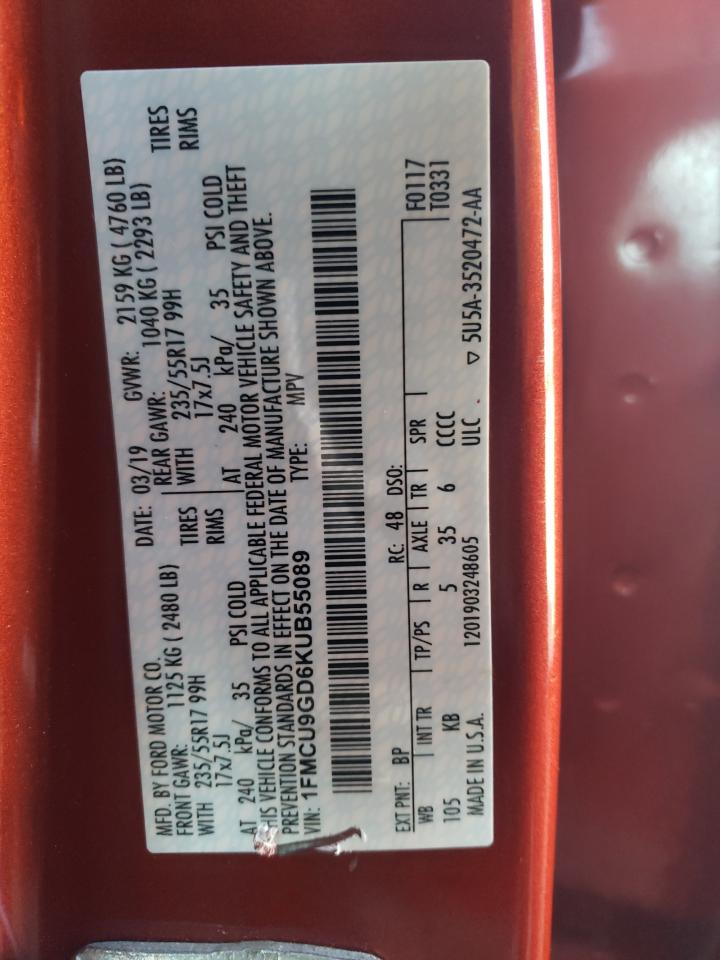 MFD. BY FORD MOTOR CO. DATE: 03/19 GVWR: 2159 KG ( 4760 LB)
FRONT GAWR: 1125 KG ( 2480 LB) REAR GAWR: 1040 KG ( 2293 LB)
WITH 235/55R17 99H TIRES WITH 235/55R17 99H TIRES
17x7.5J RIMS 17x7.5J RIMS
AT 240 kPa/ 35 PSI COLD AT 240 kPa/ 35 PSI COLD
THIS VEHICLE CONFORMS TO ALL APPLICABLE FEDERAL MOTOR VEHICLE SAFETY AND THEFT
PREVENTION STANDARDS IN EFFECT ON THE DATE OF MANUFACTURE SHOWN ABOVE.
VIN: 1FMCU9GD6KUB55089 TYPE: MPV
EXT PNT: BP RC: 48 DSO: F0117
WB INT TR TP/PS R AXLE TR SPR T0331
105 KB 5 35 6 CCCC
MADE IN U.S.A. 1201903248605 ULC ▽ 5U5A-3520472-AA